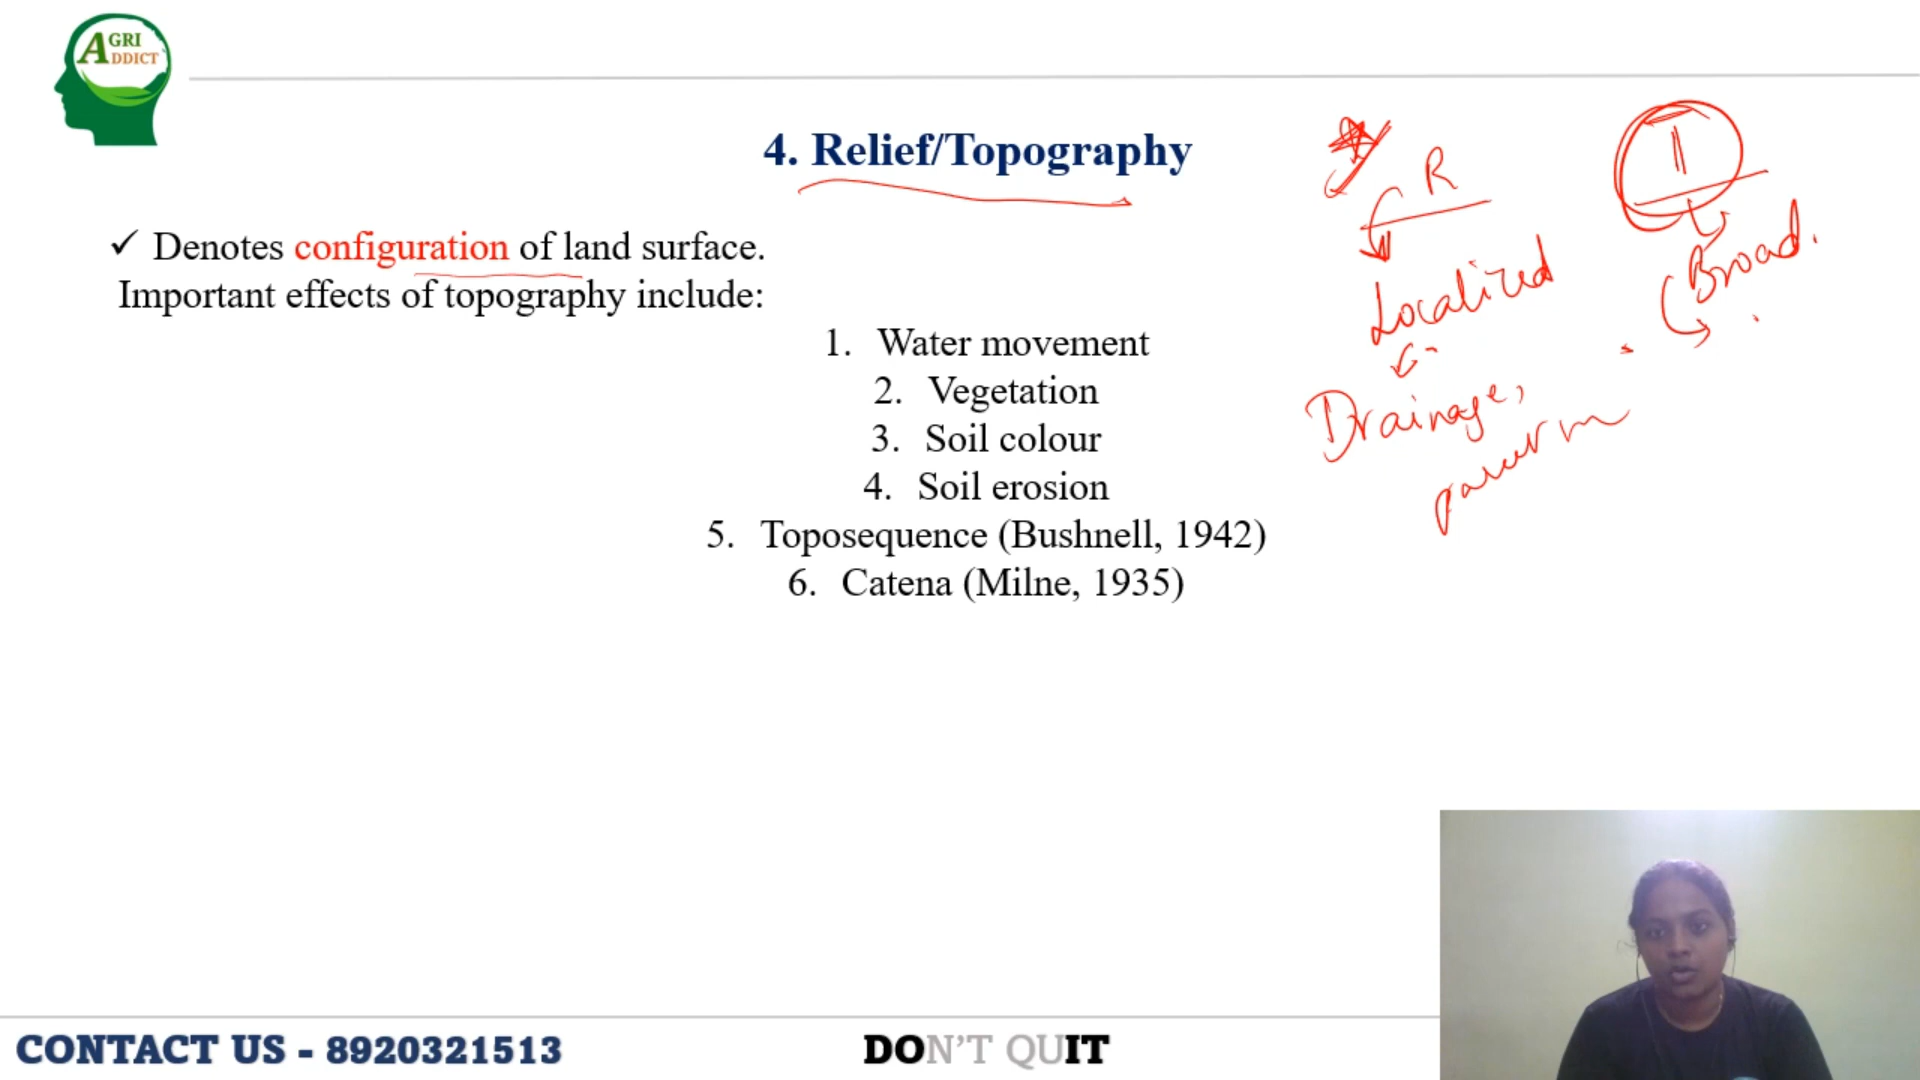 AGRI
ADDICT
4. Relief/Topography
✓ Denotes configuration of land surface.
Important effects of topography include:
1. Water movement
2. Vegetation
3. Soil colour
4. Soil erosion
5. Toposequence (Bushnell, 1942)
6. Catena (Milne, 1935)
R
T
Localized
Broad.
Drainage,
CONTACT US - 8920321513
DON'T QUIT